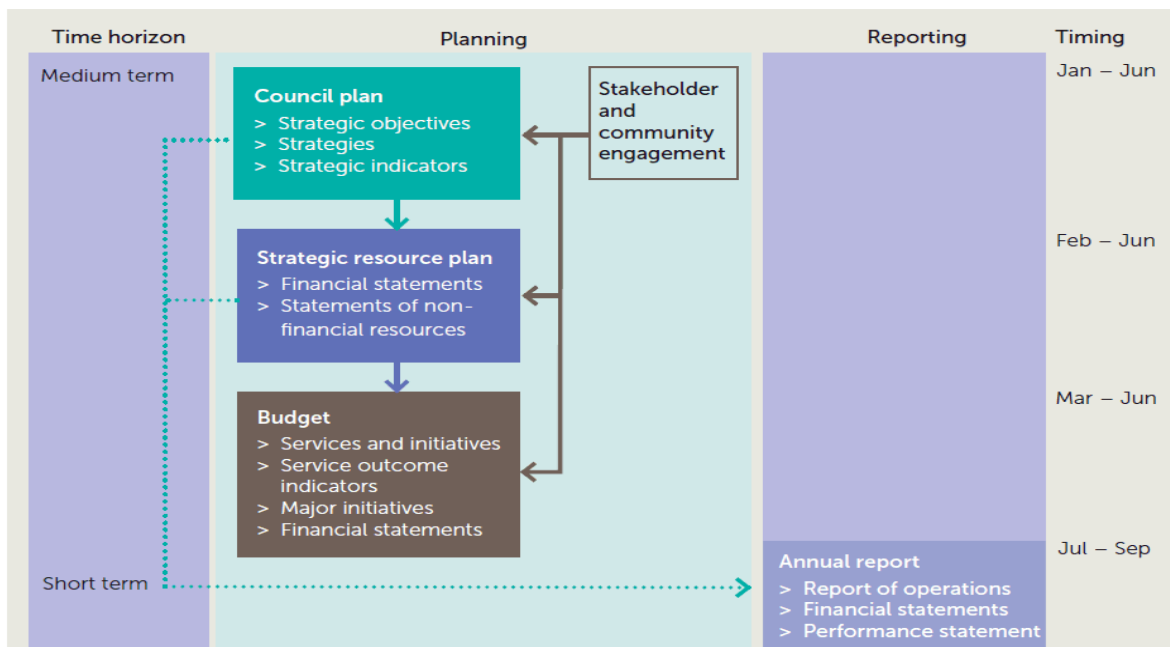 Time horizon
Planning
Reporting
Timing
Medium term
Jan – Jun
Council plan
> Strategic objectives
> Strategies
> Strategic indicators
Stakeholder
and
community
engagement
Feb – Jun
Strategic resource plan
> Financial statements
> Statements of non-
financial resources
Mar – Jun
Budget
> Services and initiatives
> Service outcome
indicators
> Major initiatives
> Financial statements
Jul – Sep
Short term
Annual report
> Report of operations
> Financial statements
> Performance statement